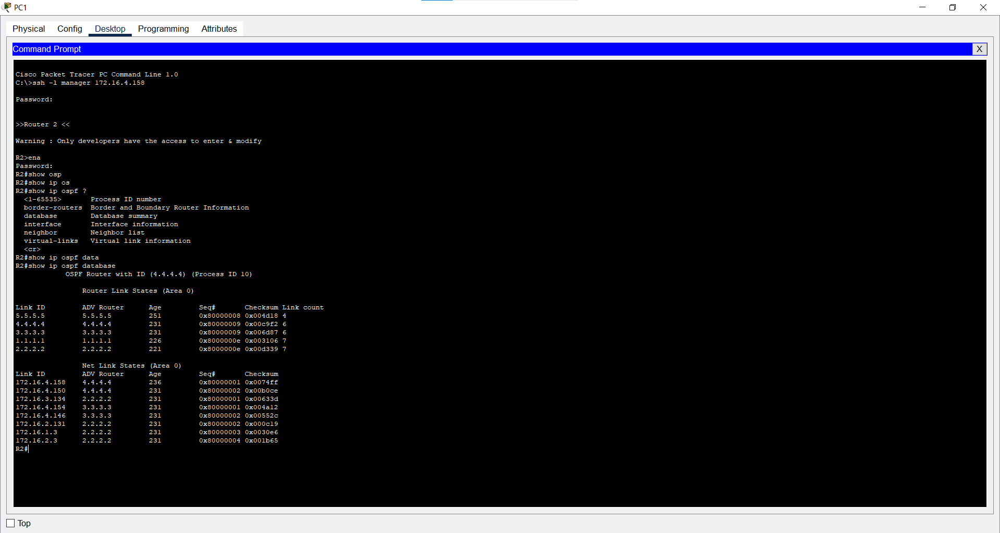 PC1
Physical Config Desktop Programming Attributes
Command Prompt X
Cisco Packet Tracer PC Command Line 1.0
C:\>ssh -l manager 172.16.4.158
Password:
>>Router 2 <<
Warning : Only developers have the access to enter & modify
R2>ena
Password:
R2#show osp
R2#show ip os
R2#show ip ospf ?
<1-65535> Process ID number
border-routers Border and Boundary Router Information
database Database summary
interface Interface information
neighbor Neighbor list
virtual-links Virtual link information
<cr>
R2#show ip ospf data
R2#show ip ospf database
OSPF Router with ID (4.4.4.4) (Process ID 10)
Router Link States (Area 0)
Link ID ADV Router Age Seq# Checksum Link count
5.5.5.5 5.5.5.5 251 0x80000008 0x004d18 4
4.4.4.4 4.4.4.4 231 0x80000009 0x00c9f2 6
3.3.3.3 3.3.3.3 231 0x80000009 0x006d87 6
1.1.1.1 1.1.1.1 226 0x8000000e 0x003106 7
2.2.2.2 2.2.2.2 221 0x8000000e 0x00d339 7
Net Link States (Area 0)
Link ID ADV Router Age Seq# Checksum
172.16.4.158 4.4.4.4 236 0x80000001 0x0074ff
172.16.4.150 4.4.4.4 231 0x80000002 0x00b0ce
172.16.3.134 2.2.2.2 231 0x80000001 0x00633d
172.16.4.154 3.3.3.3 231 0x80000001 0x004a12
172.16.4.146 3.3.3.3 231 0x80000002 0x00552c
172.16.2.131 2.2.2.2 231 0x80000002 0x000c19
172.16.1.3 2.2.2.2 231 0x80000003 0x0030e6
172.16.2.3 2.2.2.2 231 0x80000004 0x001b65
R2#
Top